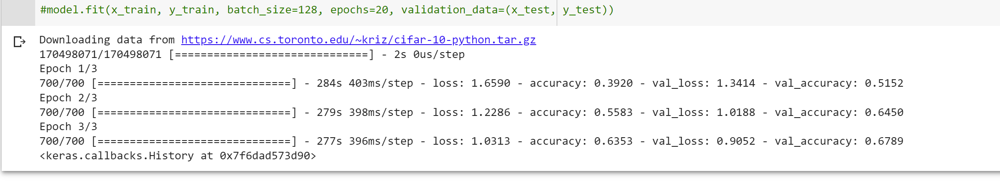 #model.fit(x_train, y_train, batch_size=128, epochs=20, validation_data=(x_test, y_test))
Downloading data from https://www.cs.toronto.edu/~kriz/cifar-10-python.tar.gz
170498071/170498071 [==============================] - 2s 0us/step
Epoch 1/3
700/700 [==============================] - 284s 403ms/step - loss: 1.6590 - accuracy: 0.3920 - val_loss: 1.3414 - val_accuracy: 0.5152
Epoch 2/3
700/700 [==============================] - 279s 398ms/step - loss: 1.2286 - accuracy: 0.5583 - val_loss: 1.0188 - val_accuracy: 0.6450
Epoch 3/3
700/700 [==============================] - 277s 396ms/step - loss: 1.0313 - accuracy: 0.6353 - val_loss: 0.9052 - val_accuracy: 0.6789
<keras.callbacks.History at 0x7f6dad573d90>